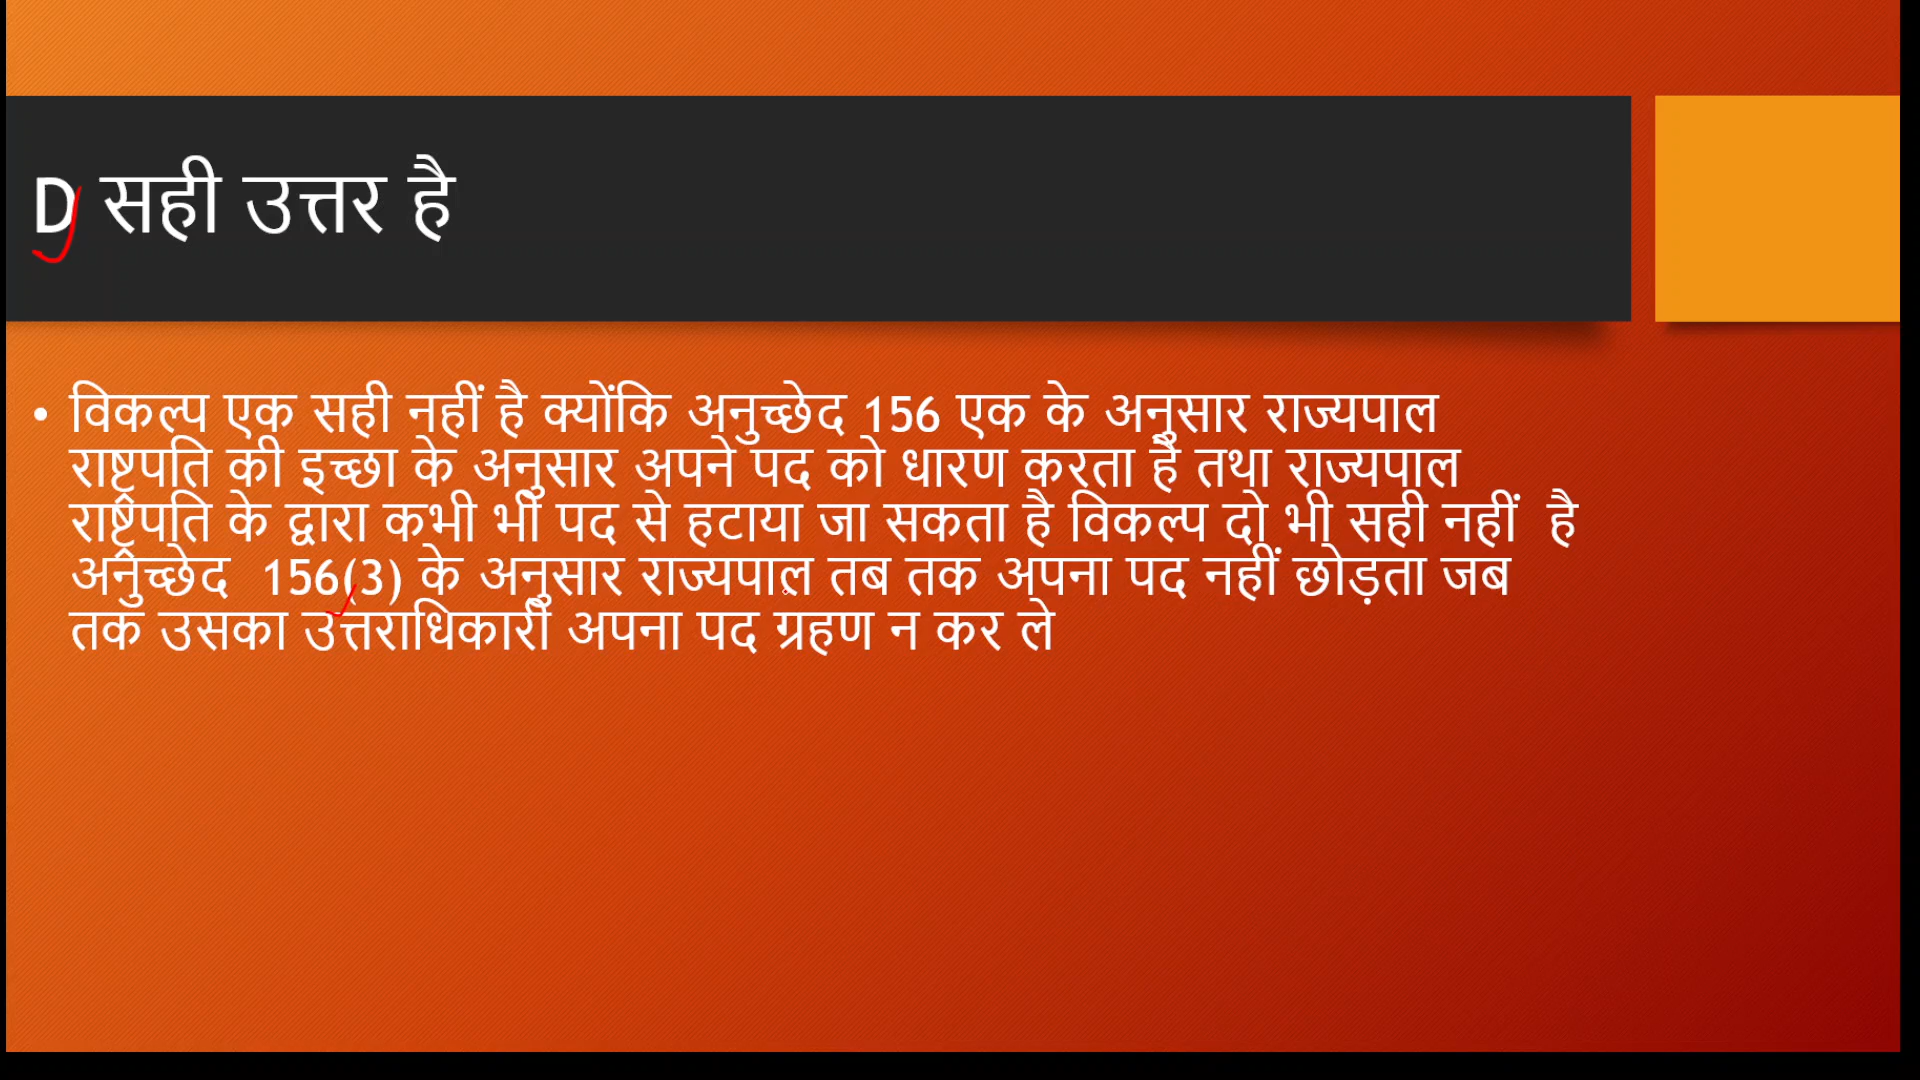 D सही उत्तर है
• विकल्प एक सही नहीं है क्योंकि अनुच्छेद 156 एक के अनुसार राज्यपाल
राष्ट्रपति की इच्छा के अनुसार अपने पद को धारण करता है तथा राज्यपाल
राष्ट्रपति के द्वारा कभी भी पद से हटाया जा सकता है विकल्प दो भी सही नहीं है
अनुच्छेद 156(3) के अनुसार राज्यपाल तब तक अपना पद नहीं छोड़ता जब
तक उसका उत्तराधिकारी अपना पद ग्रहण न कर ले